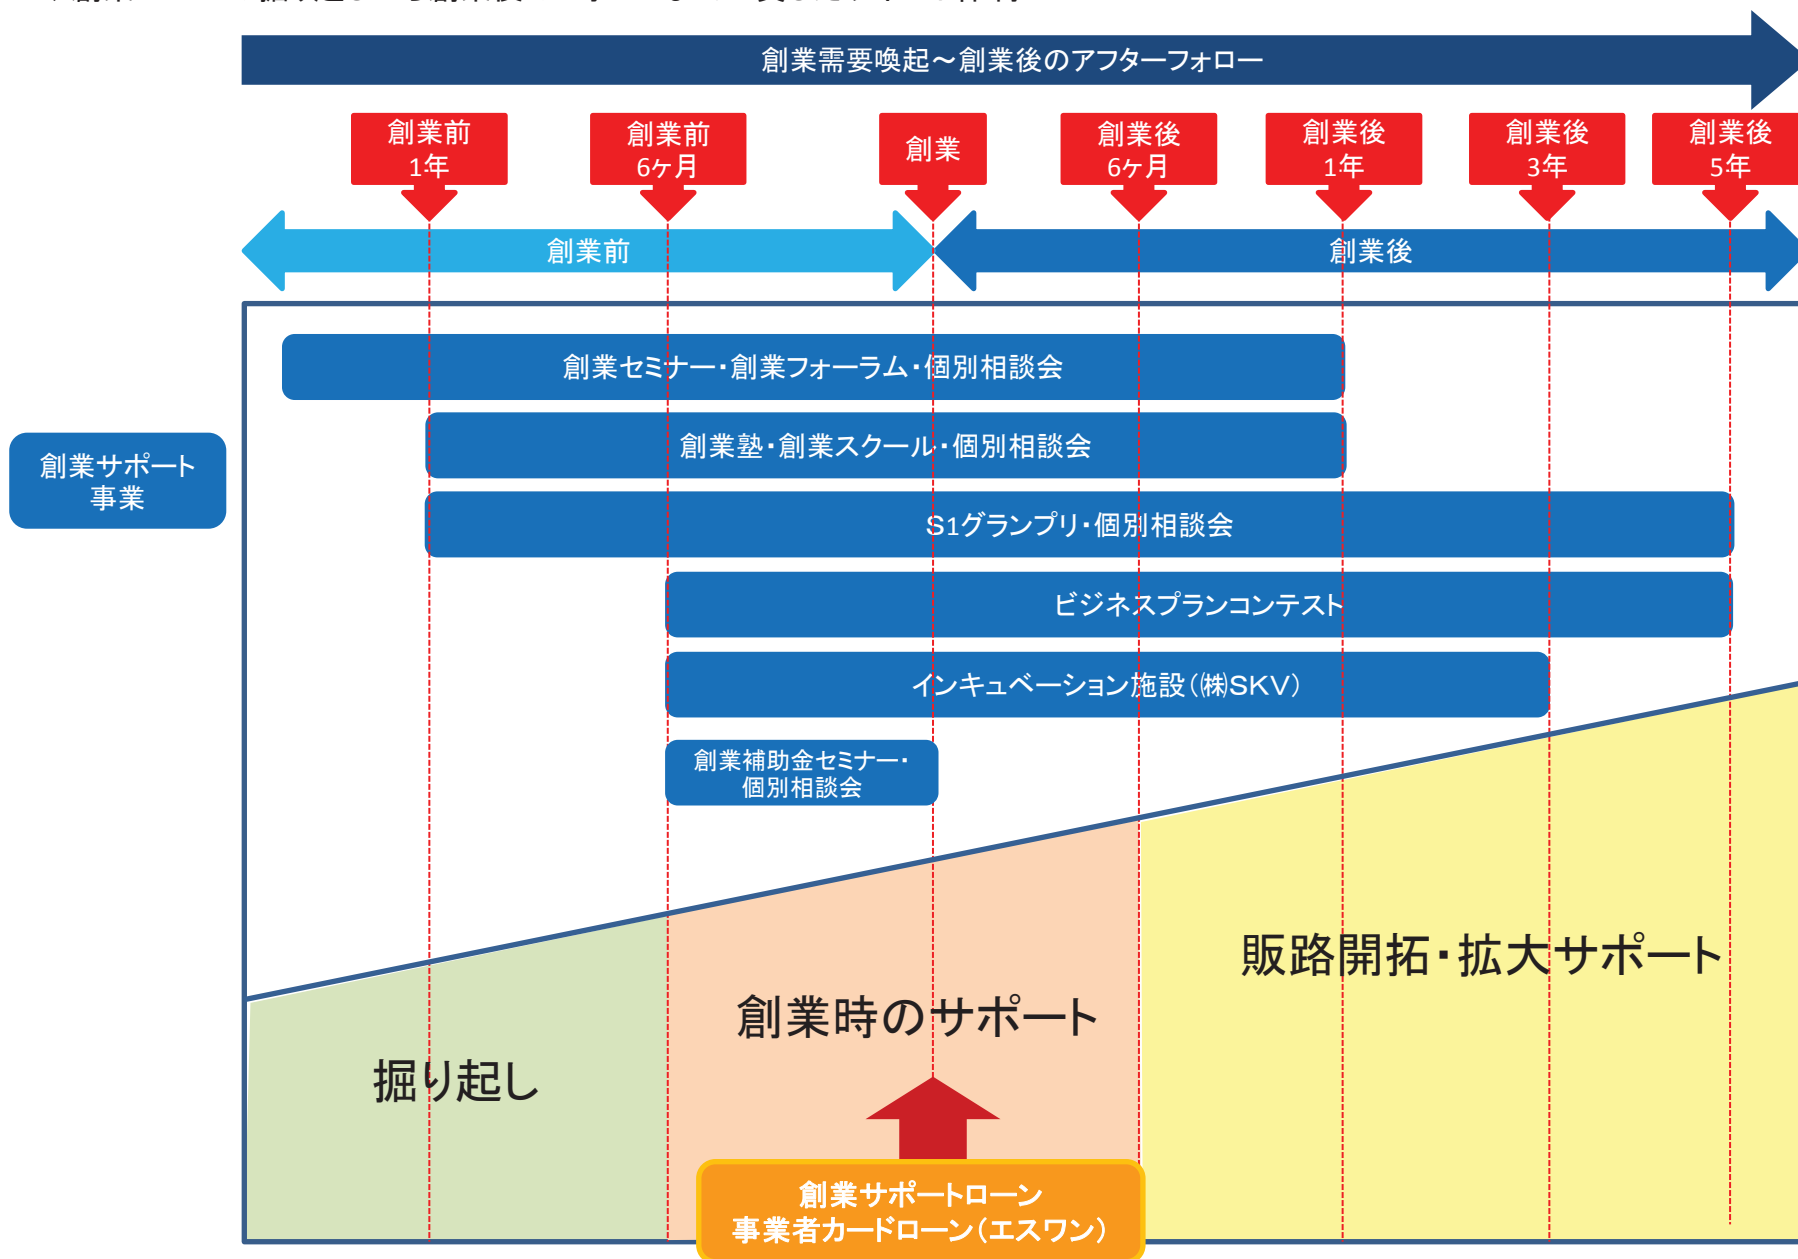 創業需要喚起～創業後のアフターフォロー
創業前
1年
創業前
6ヶ月
創業
創業後
6ヶ月
創業後
1年
創業後
3年
創業後
5年
創業前
創業後
創業セミナー・創業フォーラム・個別相談会
創業塾・創業スクール・個別相談会
創業サポート
事業
S1グランプリ・個別相談会
ビジネスプランコンテスト
インキュベーション施設（㈱SKV）
創業補助金セミナー・
個別相談会
販路開拓・拡大サポート
創業時のサポート
掘り起し
創業サポートローン
事業者カードローン（エスワン）